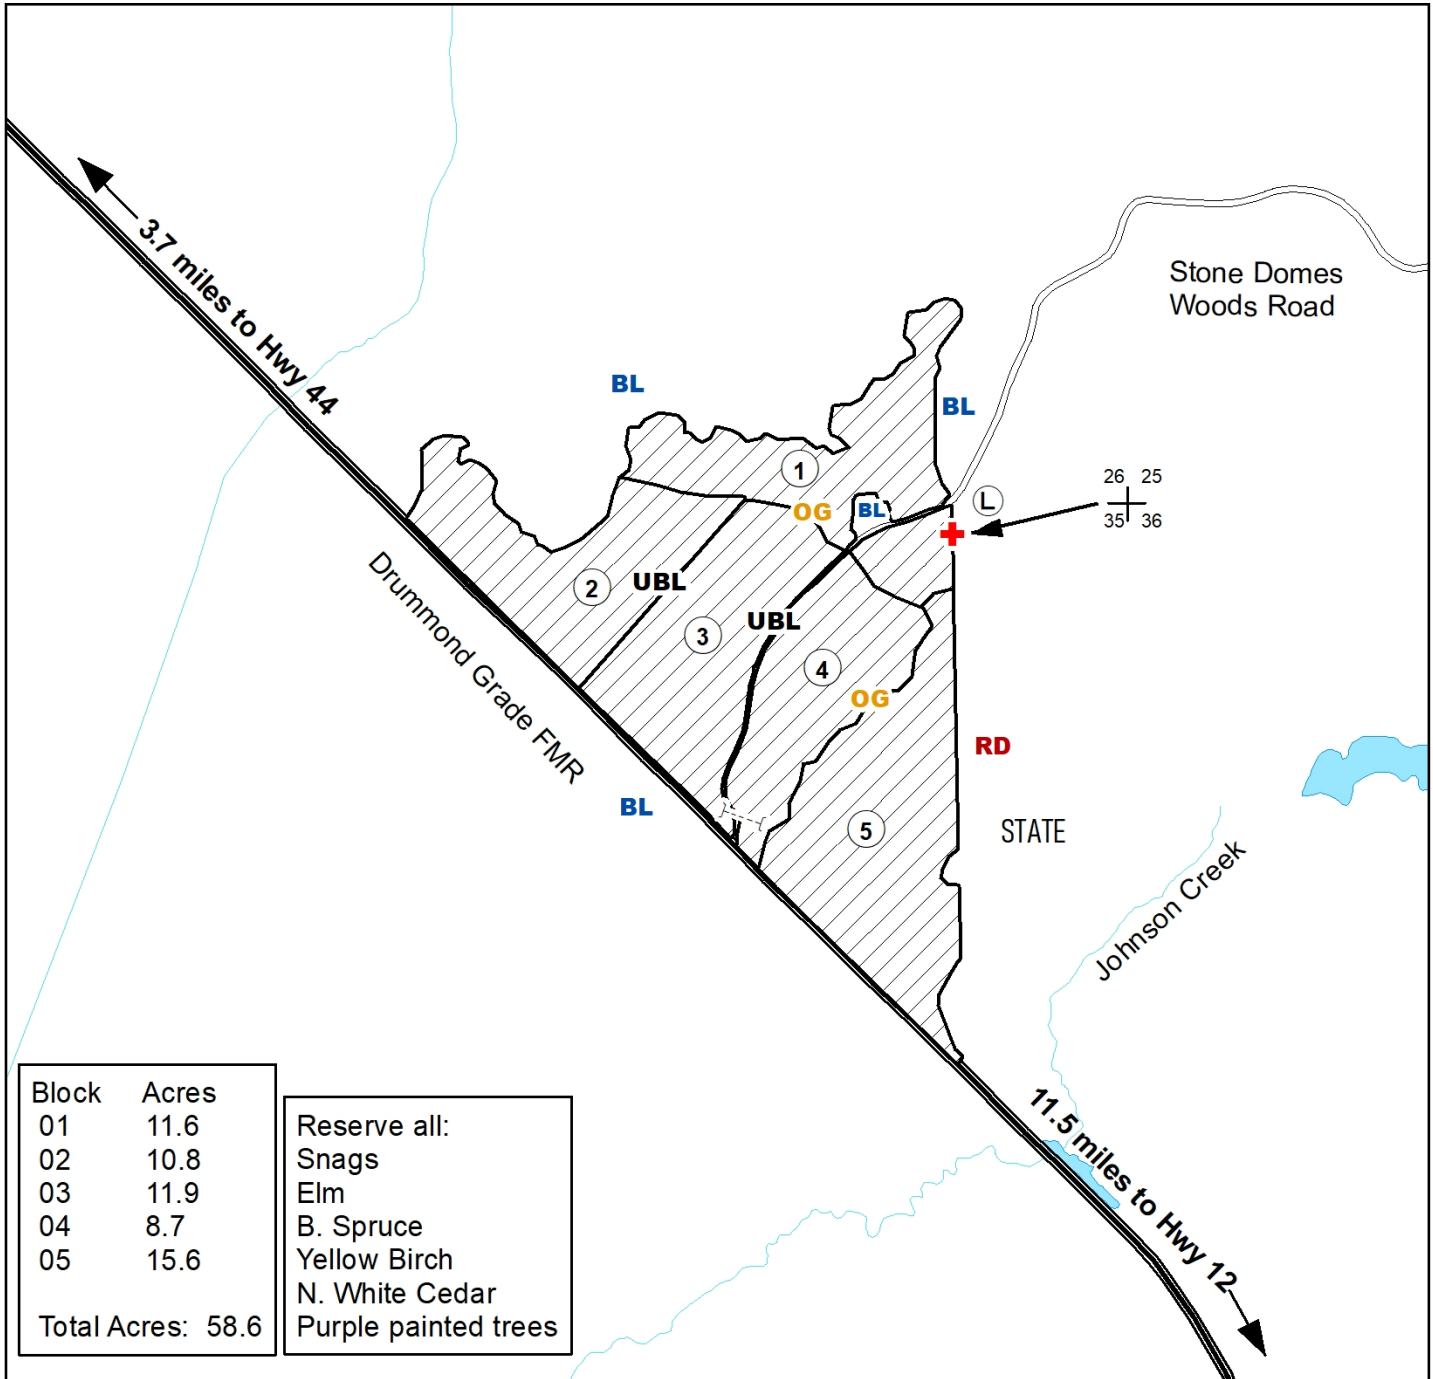 3.7 miles to Hwy 44
Stone Domes
Woods Road
BL
BL
1
26 25
35 36
L
OG
BL
2
UBL
3
UBL
4
OG
Drummond Grade FMR
BL
RD
5
STATE
Johnson Creek
11.5 miles to Hwy 12
Block Acres
01 11.6
02 10.8
03 11.9
04 8.7
05 15.6
Total Acres: 58.6
Reserve all:
Snags
Elm
B. Spruce
Yellow Birch
N. White Cedar
Purple painted trees